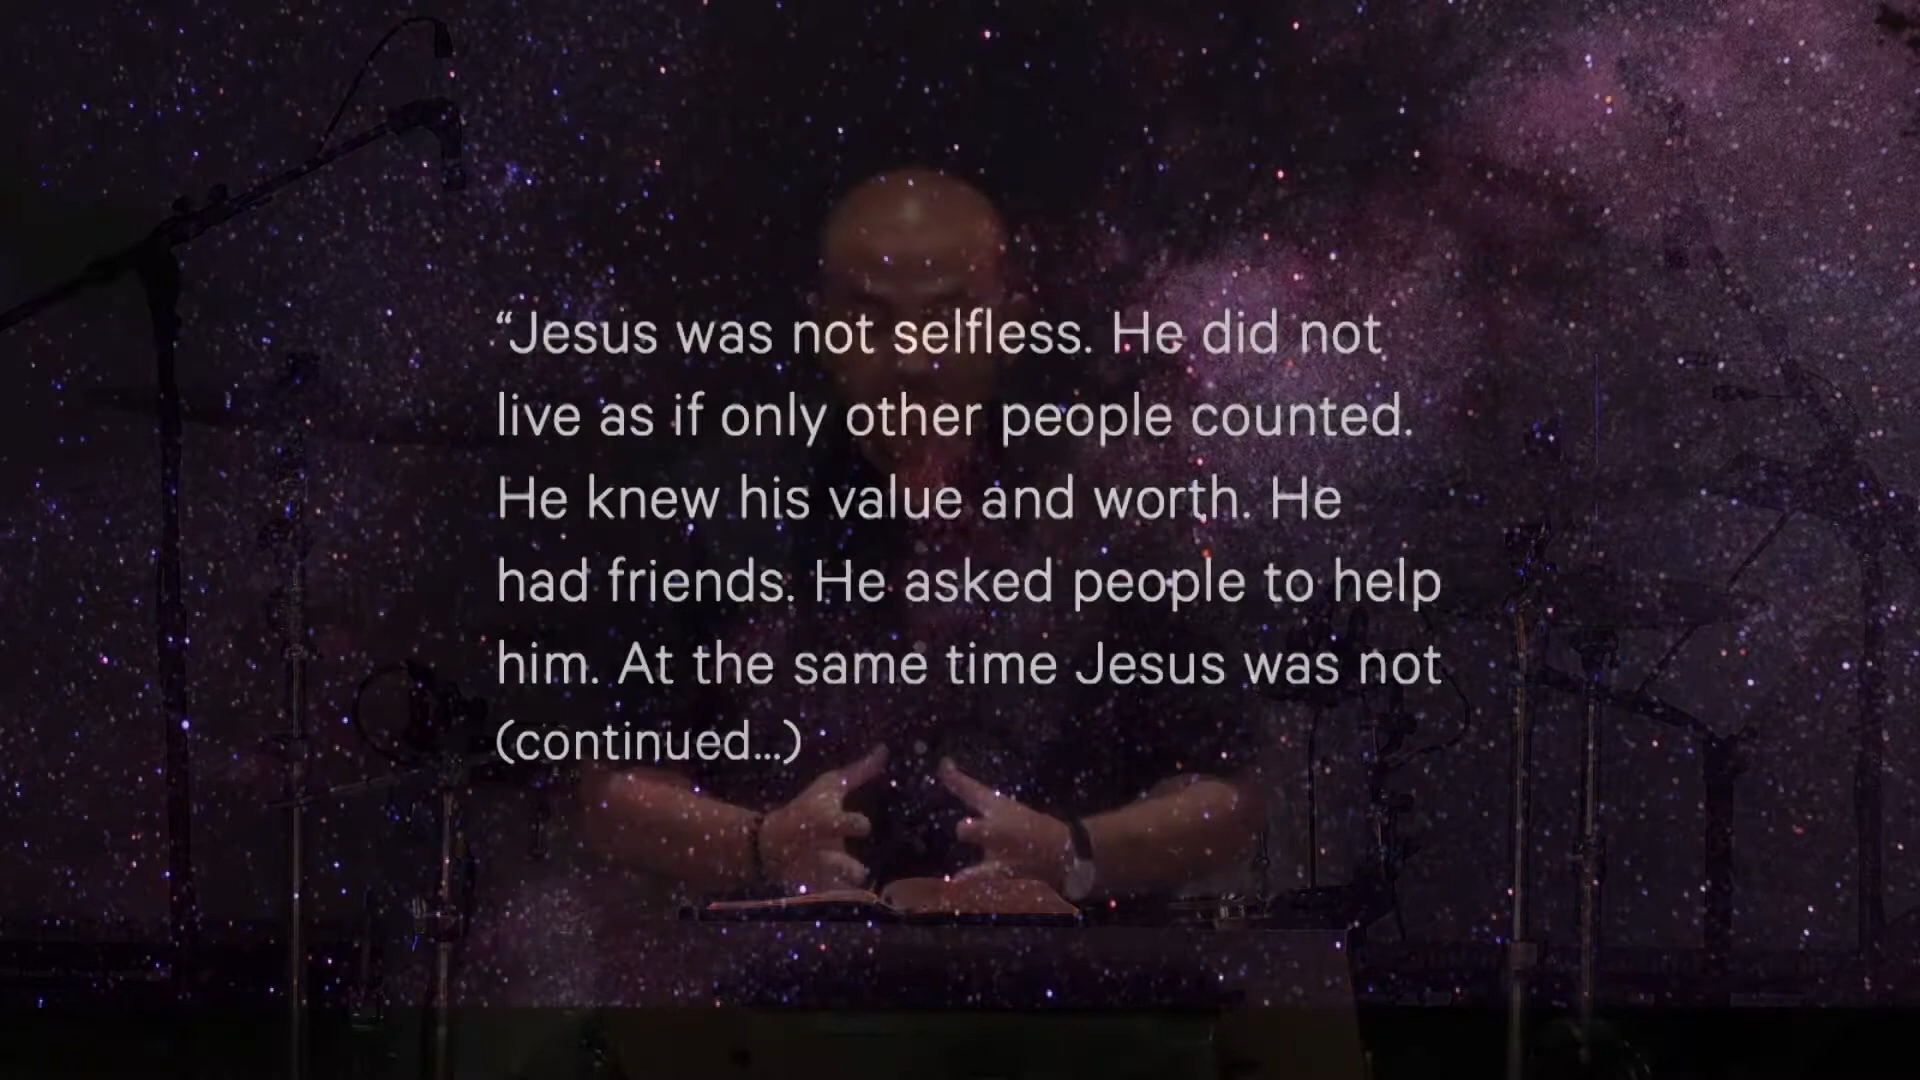 “Jesus was not selfless. He did not
live as if only other people counted.
He knew his value and worth. He
had friends. He asked people to help
him. At the same time Jesus was not
(continued...)